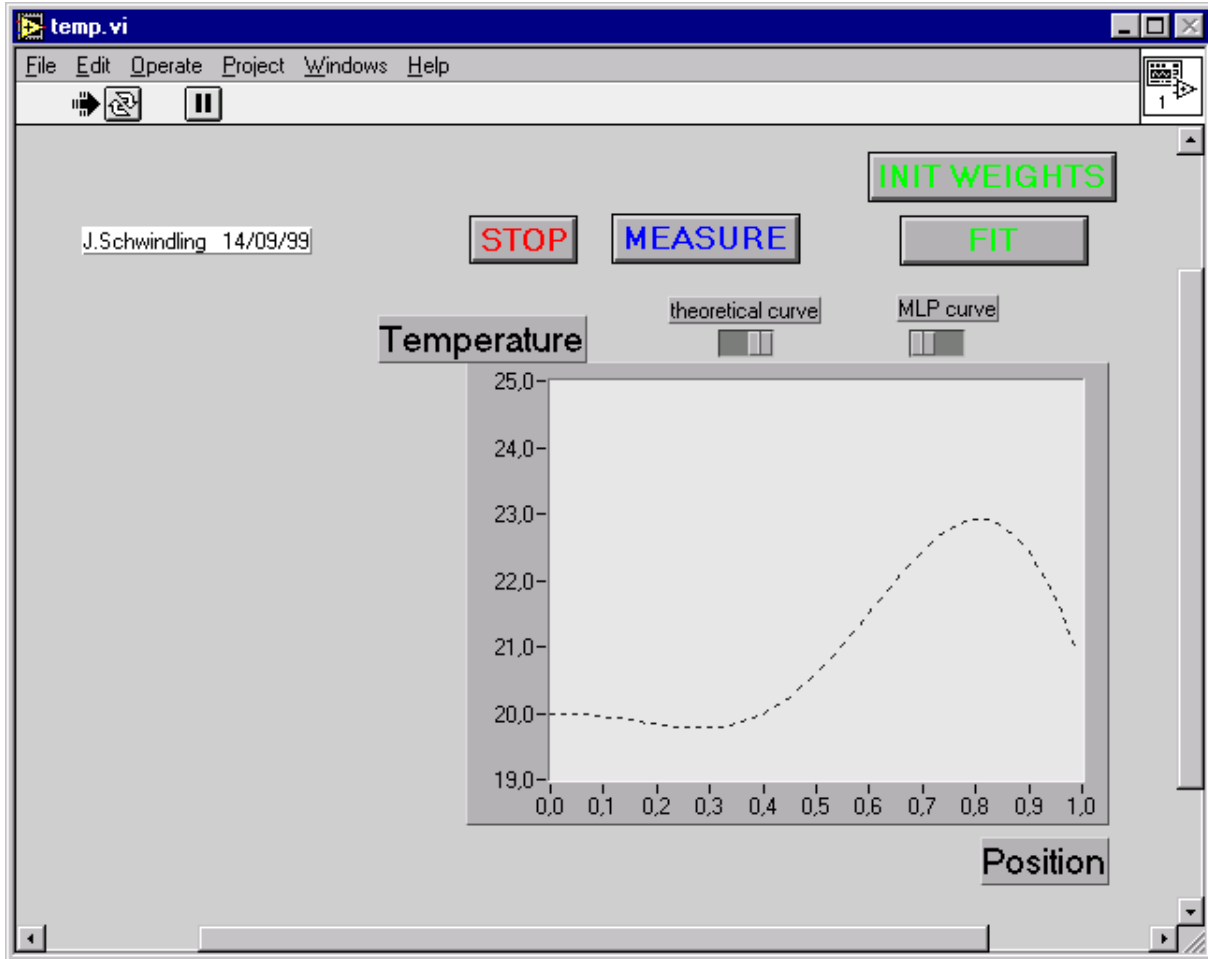 temp.vi
File Edit Operate Project Windows Help
1
INIT WEIGHTS
J.Schwindling 14/09/99
STOP
MEASURE
FIT
theoretical curve
MLP curve
Temperature
25,0
24,0
23,0
22,0
21,0
20,0
19,0
0,0 0,1 0,2 0,3 0,4 0,5 0,6 0,7 0,8 0,9 1,0
Position